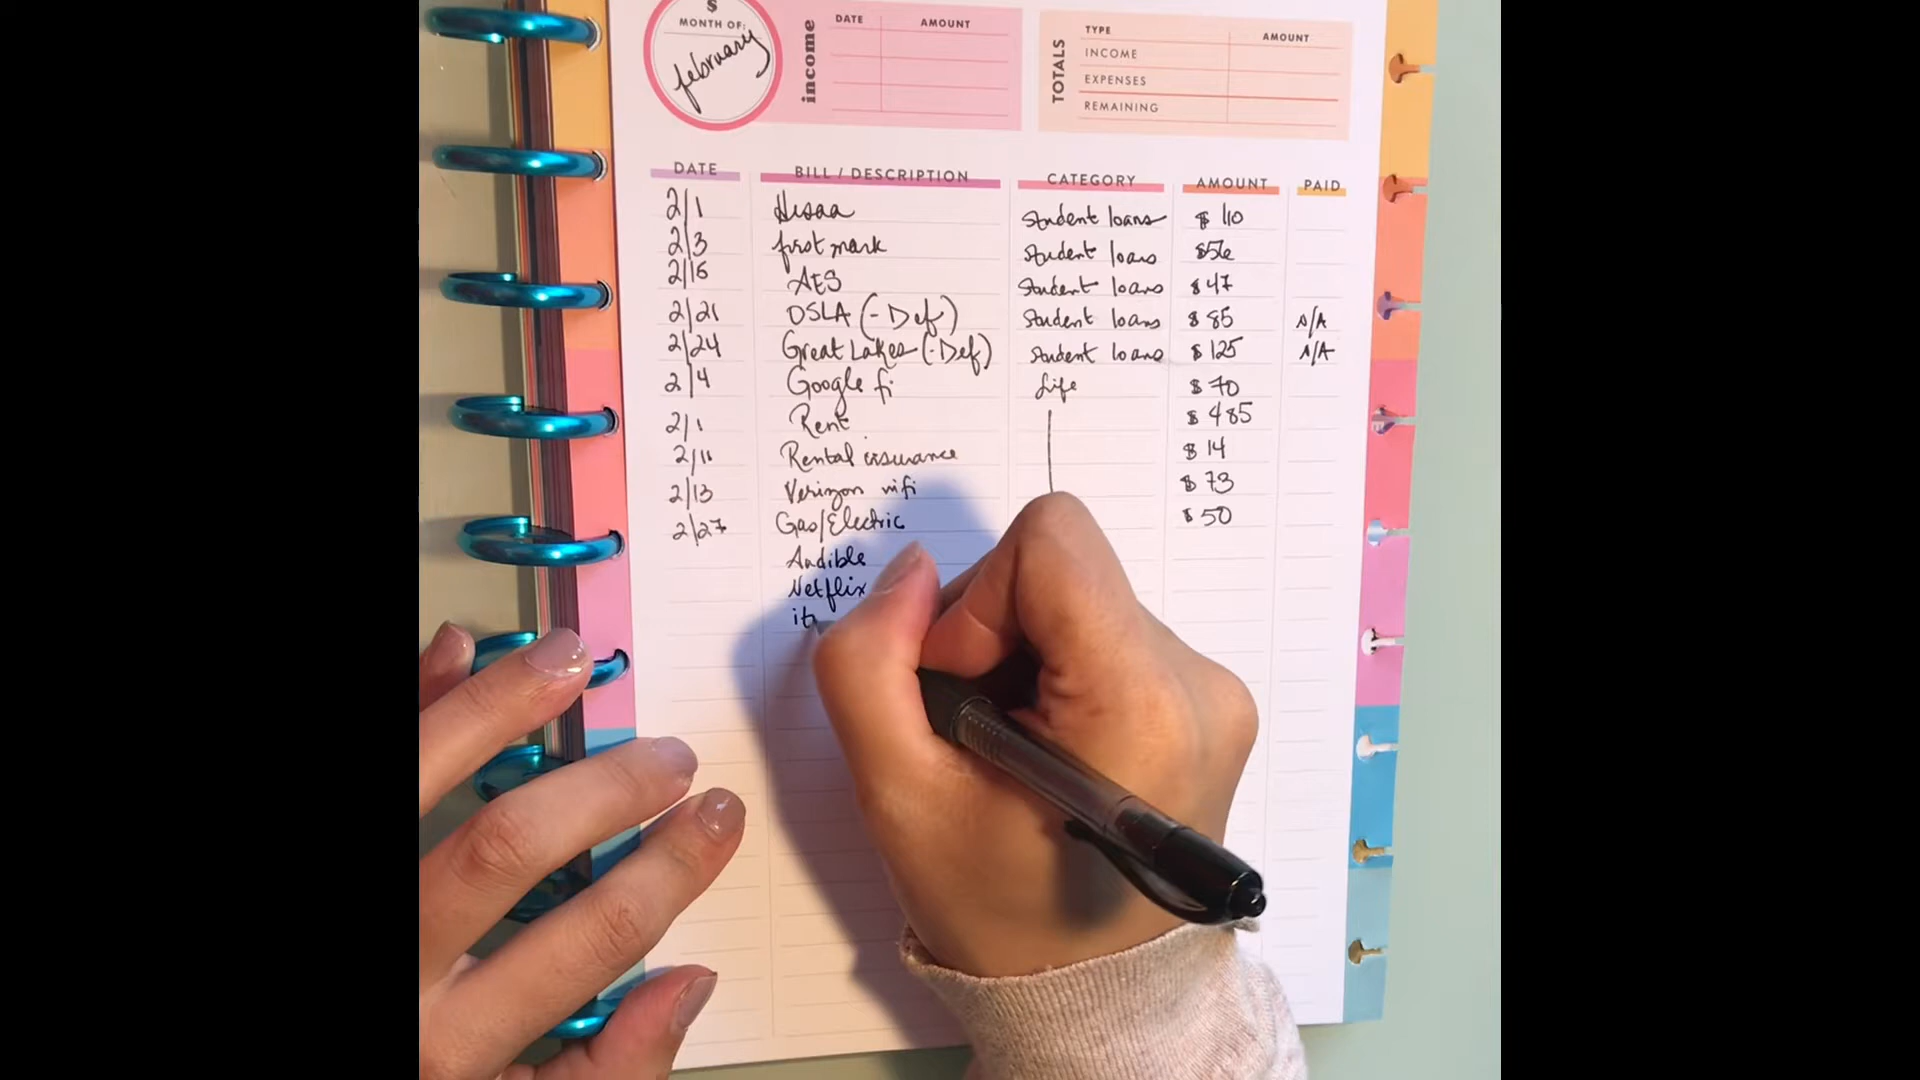 $
MONTH OF:
february
income
DATE AMOUNT
TOTALS
TYPE AMOUNT
INCOME
EXPENSES
REMAINING
DATE BILL / DESCRIPTION CATEGORY AMOUNT PAID
2/1 Hesaa Student loans $ 110
2/3 first mark Student loans $56
2/15 AES Student loans $47
2/21 OSLA (-Def) Student loans $ 85 N/A
2/24 Great Lakes (-Def) Student loans $ 125 N/A
2/4 Google fi Life $ 70
2/1 Rent $ 485
2/11 Rental insurance $ 14
2/13 Verizon wifi $ 73
2/27 Gas/Electric $ 50
Audible
Netflix
it